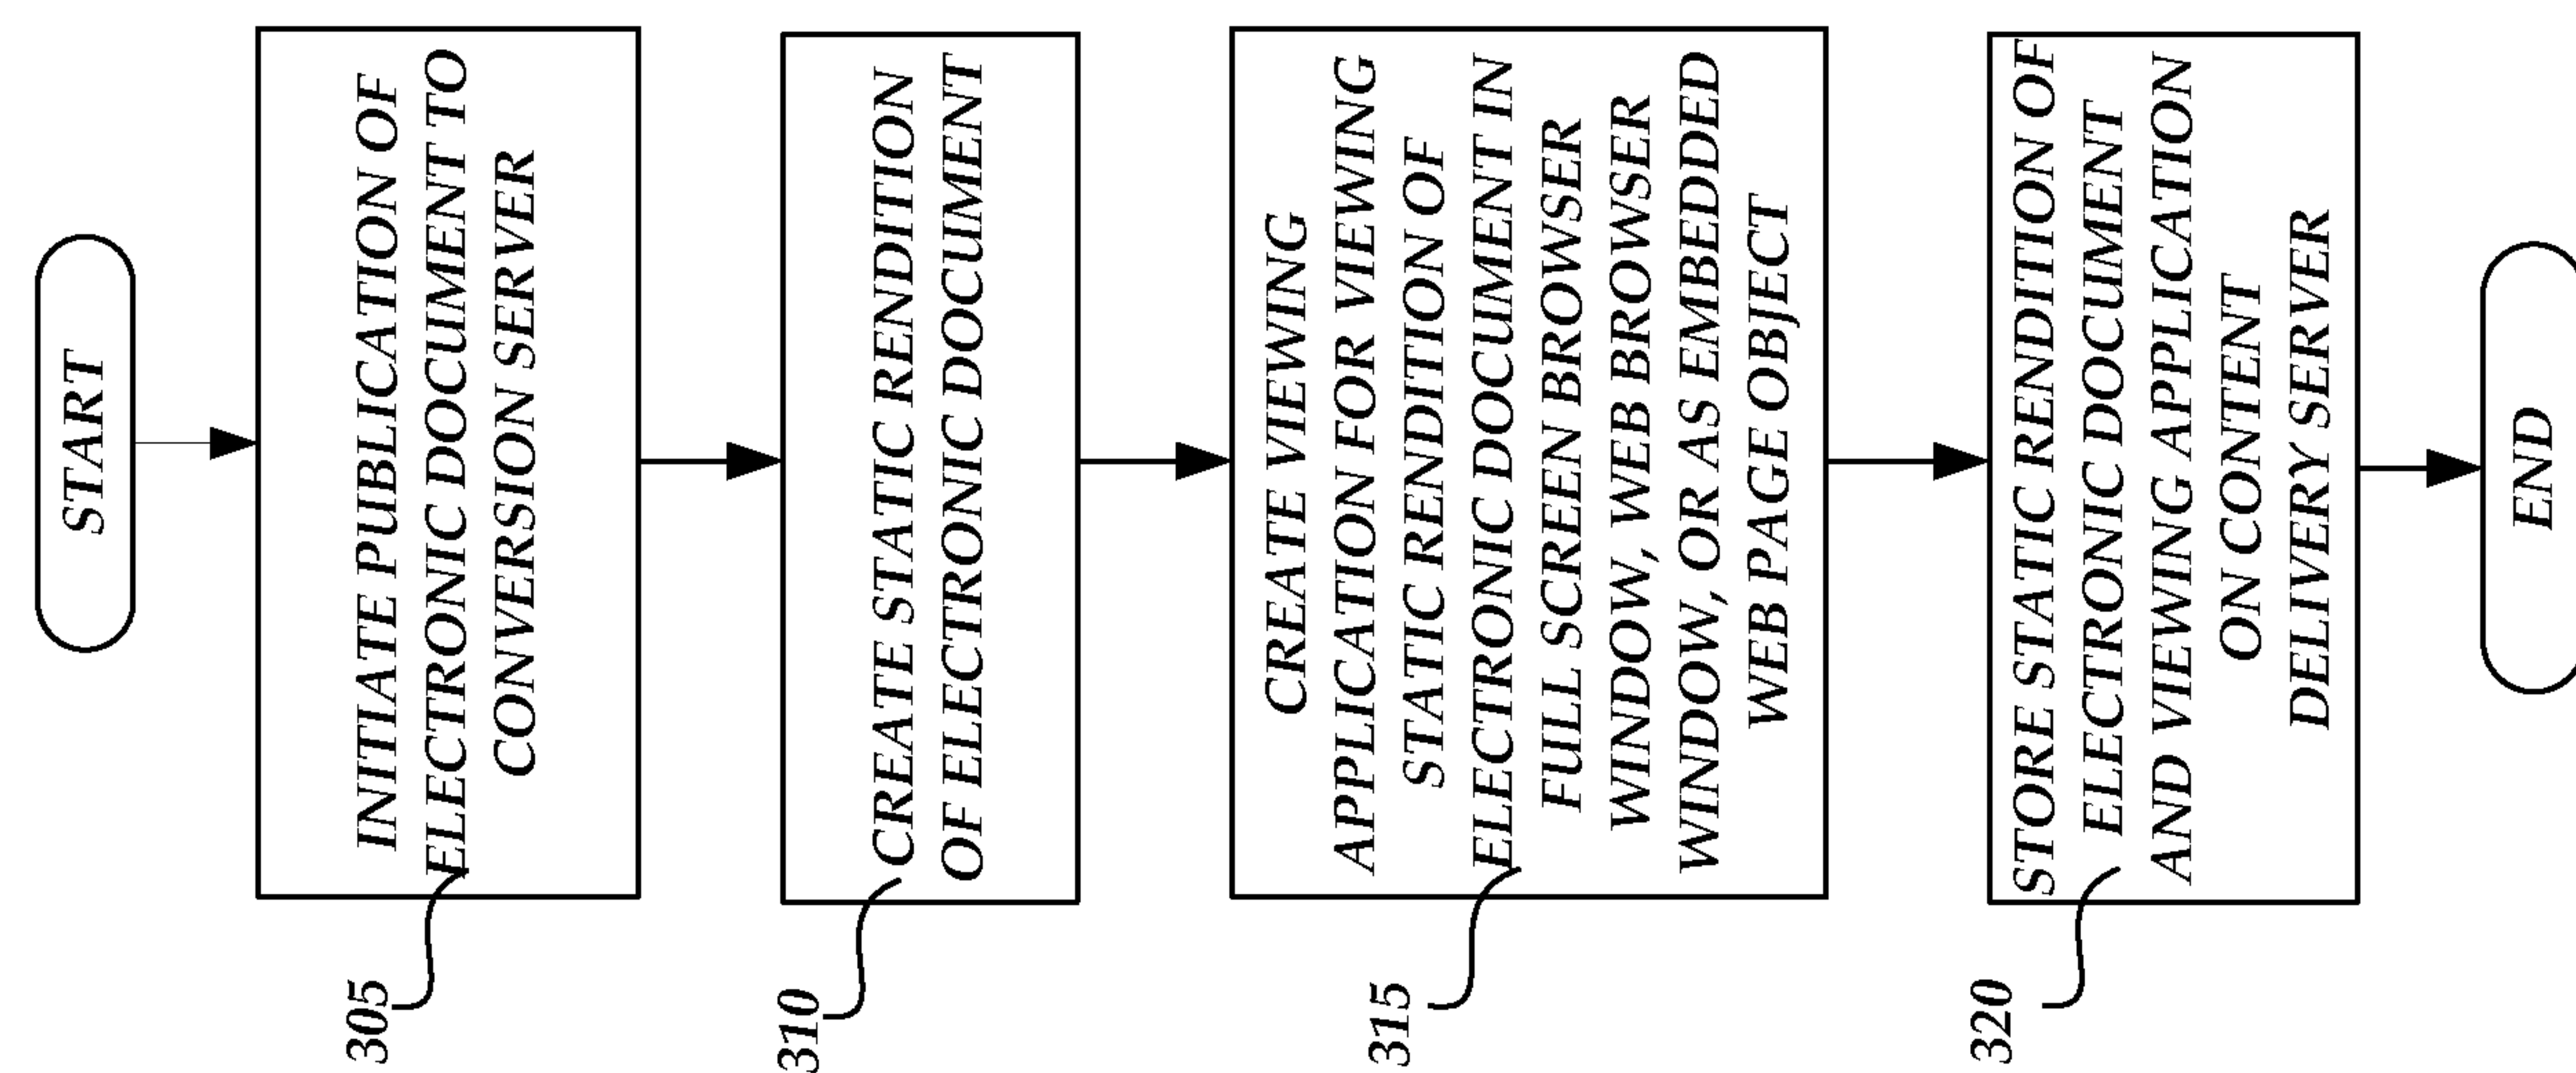 START
INITIATE PUBLICATION OF
ELECTRONIC DOCUMENT TO
CONVERSION SERVER
305
CREATE STATIC RENDITION
OF ELECTRONIC DOCUMENT
310
CREATE VIEWING
APPLICATION FOR VIEWING
STATIC RENDITION OF
ELECTRONIC DOCUMENT IN
FULL SCREEN BROWSER
WINDOW, WEB BROWSER
WINDOW, OR AS EMBEDDED
WEB PAGE OBJECT
315
STORE STATIC RENDITION OF
ELECTRONIC DOCUMENT
AND VIEWING APPLICATION
ON CONTENT
DELIVERY SERVER
320
END